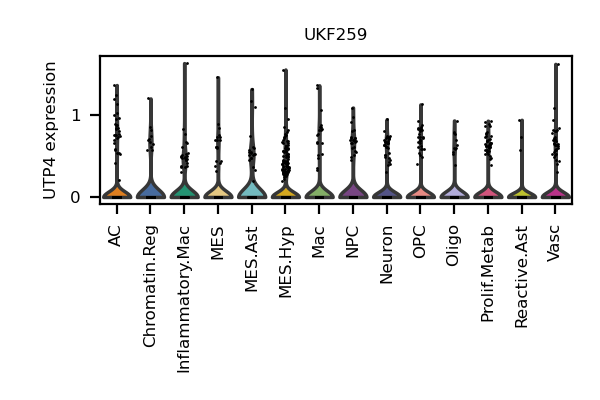 UKF259
UTP4 expression
1
0
AC
Chromatin.Reg
Inflammatory.Mac
MES
MES.Ast
MES.Hyp
Mac
NPC
Neuron
OPC
Oligo
Prolif.Metab
Reactive.Ast
Vasc